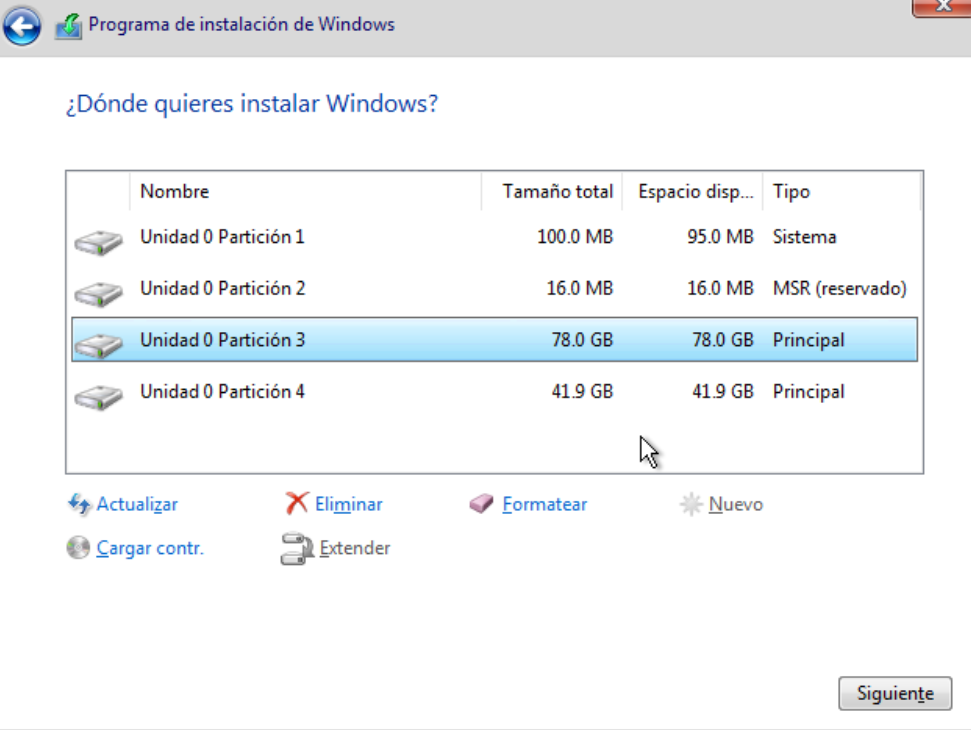 Programa de instalación de Windows
¿Dónde quieres instalar Windows?
Nombre Tamaño total Espacio disp... Tipo
Unidad 0 Partición 1 100.0 MB 95.0 MB Sistema
Unidad 0 Partición 2 16.0 MB 16.0 MB MSR (reservado)
Unidad 0 Partición 3 78.0 GB 78.0 GB Principal
Unidad 0 Partición 4 41.9 GB 41.9 GB Principal
Actualizar Eliminar Formatear Nuevo
Cargar contr. Extender
Siguiente